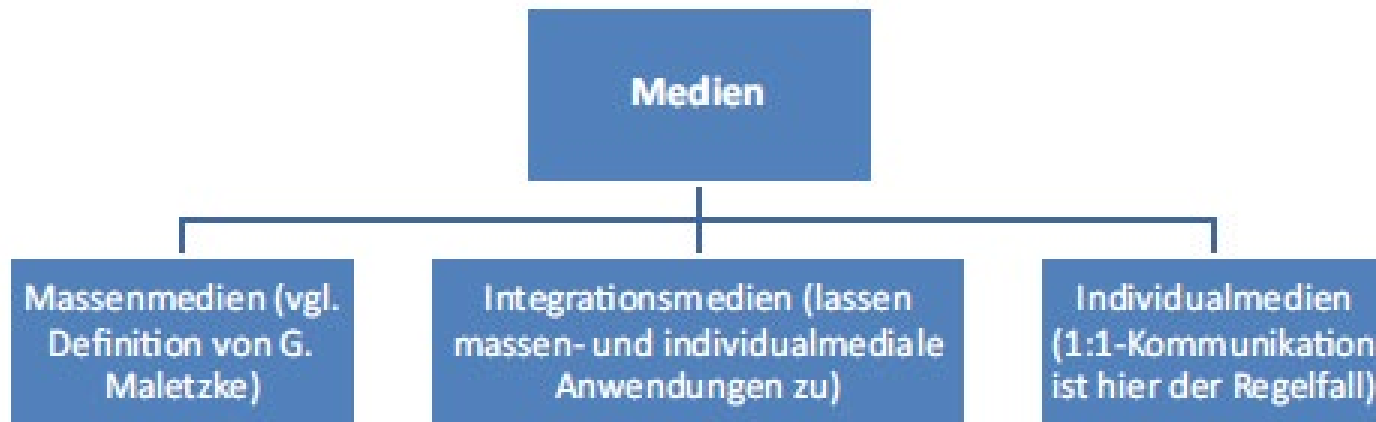 Medien
Massenmedien (vgl.
Definition von G.
Maletzke)
Integrationsmedien (lassen
massen- und individualmediale
Anwendungen zu)
Individualmedien
(1:1-Kommunikation
ist hier der Regelfall)